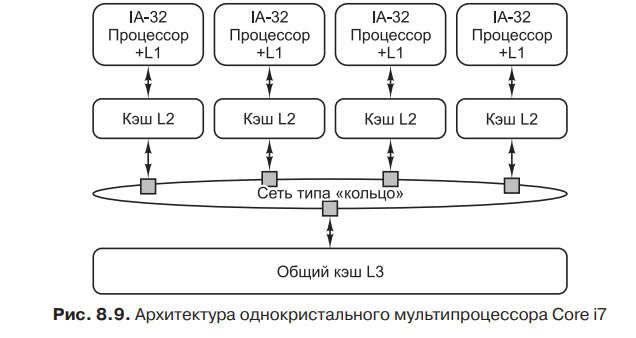 IA-32
Процессор
+L1
IA-32
Процессор
+L1
IA-32
Процессор
+L1
IA-32
Процессор
+L1
Кэш L2
Кэш L2
Кэш L2
Кэш L2
Сеть типа «кольцо»
Общий кэш L3
Рис. 8.9. Архитектура однокристального мультипроцессора Core i7